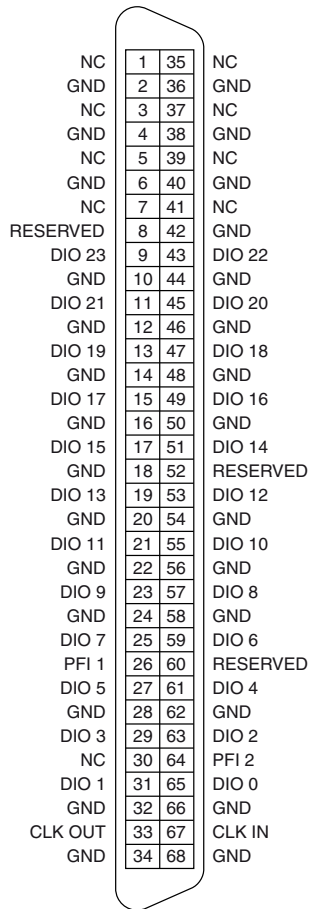 NC 1 35 NC
GND 2 36 GND
NC 3 37 NC
GND 4 38 GND
NC 5 39 NC
GND 6 40 GND
NC 7 41 NC
RESERVED 8 42 GND
DIO 23 9 43 DIO 22
GND 10 44 GND
DIO 21 11 45 DIO 20
GND 12 46 GND
DIO 19 13 47 DIO 18
GND 14 48 GND
DIO 17 15 49 DIO 16
GND 16 50 GND
DIO 15 17 51 DIO 14
GND 18 52 RESERVED
DIO 13 19 53 DIO 12
GND 20 54 GND
DIO 11 21 55 DIO 10
GND 22 56 GND
DIO 9 23 57 DIO 8
GND 24 58 GND
DIO 7 25 59 DIO 6
PFI 1 26 60 RESERVED
DIO 5 27 61 DIO 4
GND 28 62 GND
DIO 3 29 63 DIO 2
NC 30 64 PFI 2
DIO 1 31 65 DIO 0
GND 32 66 GND
CLK OUT 33 67 CLK IN
GND 34 68 GND